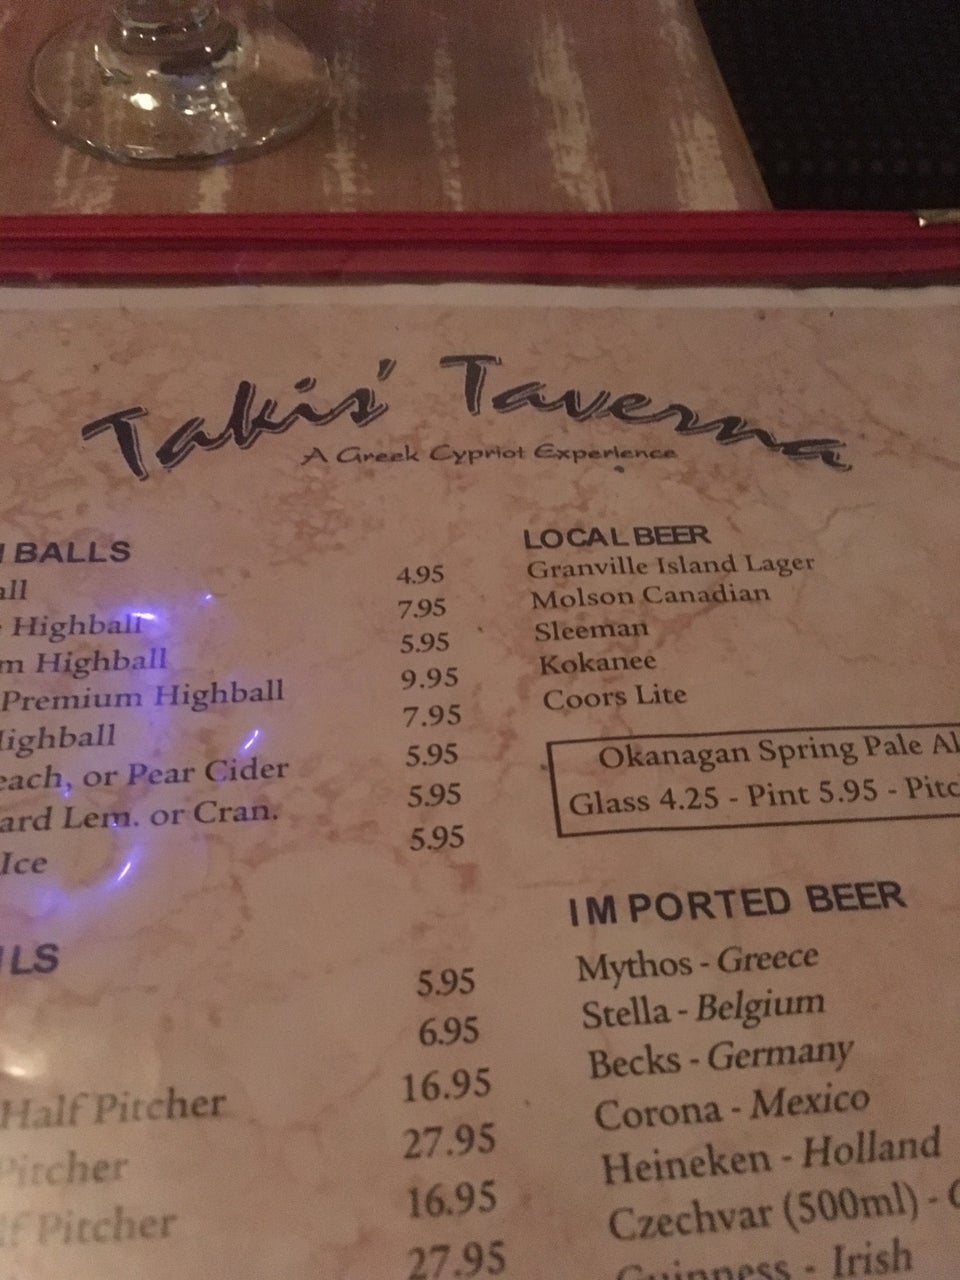 Takis' Taverna
A Greek Cypriot Experience
BALLS
4.95
Highball 7.95
Highball 5.95
Premium Highball 9.95
7.95
or Pear Cider 5.95
Lem. or Cran. 5.95
Ice 5.95
5.95
6.95
Half Pitcher 16.95
Pitcher 27.95
Pitcher 16.95
27.95
LOCAL BEER
Granville Island Lager
Molson Canadian
Sleeman
Kokanee
Coors Lite
Okanagan Spring Pale
Glass 4.25 - Pint 5.95 -
IMPORTED BEER
Mythos - Greece
Stella - Belgium
Becks - Germany
Corona - Mexico
Heineken - Holland
Czechvar (500ml) -
Guinness - Irish